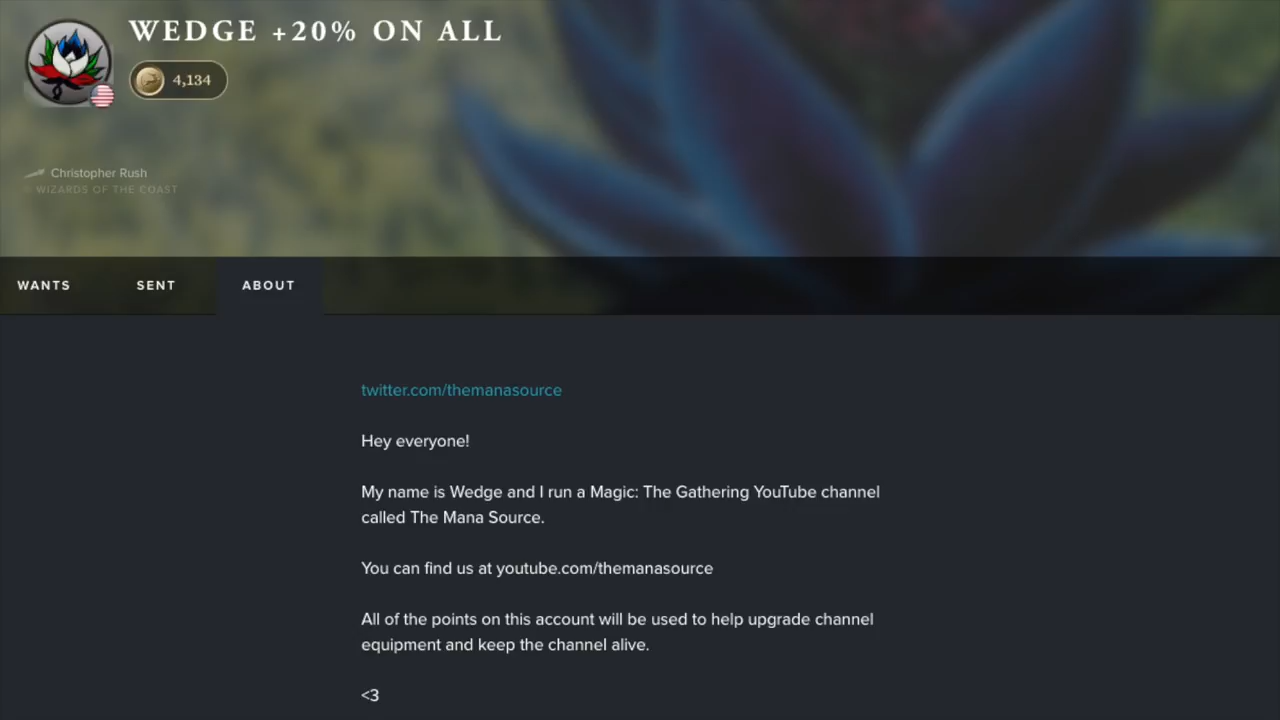 WEDGE +20% ON ALL
4,134
Christopher Rush
WIZARDS OF THE COAST
WANTS SENT ABOUT
twitter.com/themanasource
Hey everyone!
My name is Wedge and I run a Magic: The Gathering YouTube channel
called The Mana Source.
You can find us at youtube.com/themanasource
All of the points on this account will be used to help upgrade channel
equipment and keep the channel alive.
<3